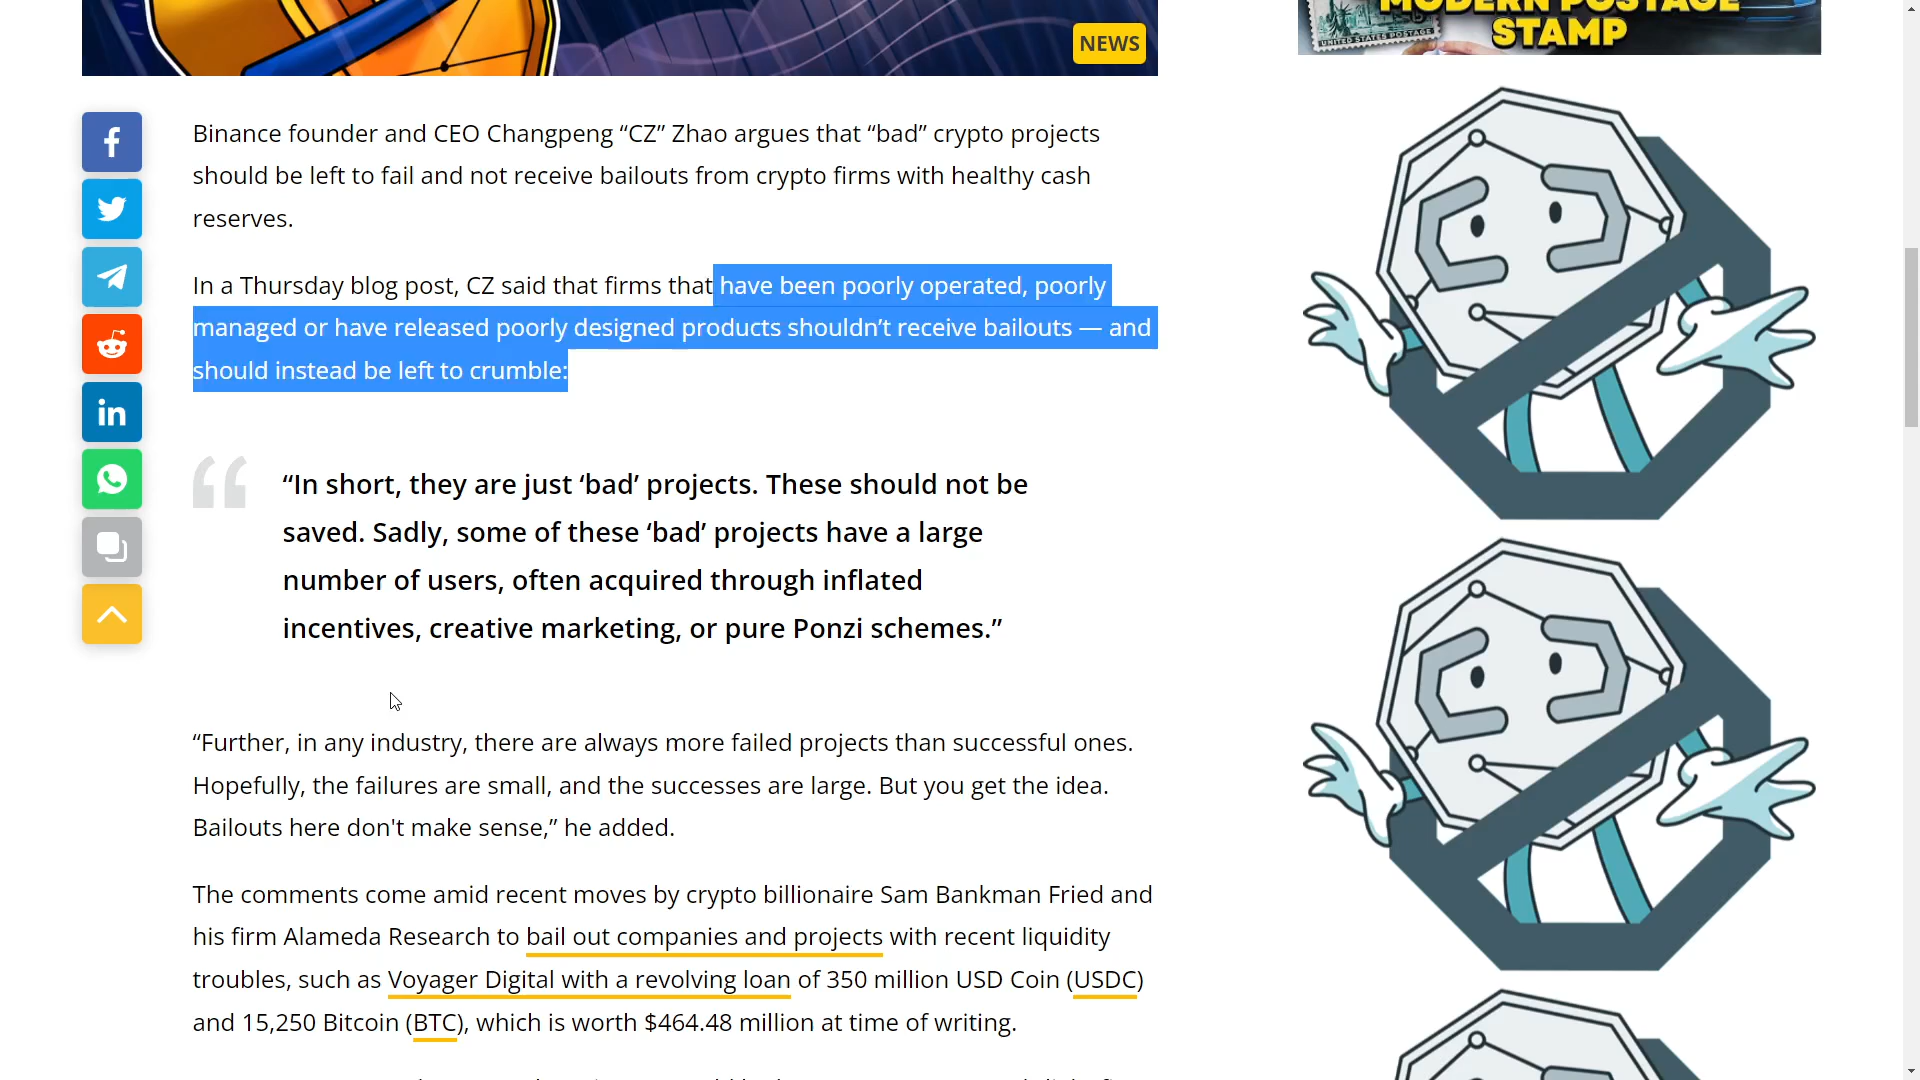 MODERN POSTAGE
STAMP
UNITED STATES POSTAGE
NEWS
Binance founder and CEO Changpeng “CZ” Zhao argues that “bad” crypto projects
should be left to fail and not receive bailouts from crypto firms with healthy cash
reserves.
In a Thursday blog post, CZ said that firms that have been poorly operated, poorly
managed or have released poorly designed products shouldn’t receive bailouts — and
should instead be left to crumble:
“In short, they are just ‘bad’ projects. These should not be
saved. Sadly, some of these ‘bad’ projects have a large
number of users, often acquired through inflated
incentives, creative marketing, or pure Ponzi schemes.”
“Further, in any industry, there are always more failed projects than successful ones.
Hopefully, the failures are small, and the successes are large. But you get the idea.
Bailouts here don't make sense,” he added.
The comments come amid recent moves by crypto billionaire Sam Bankman Fried and
his firm Alameda Research to bail out companies and projects with recent liquidity
troubles, such as Voyager Digital with a revolving loan of 350 million USD Coin (USDC)
and 15,250 Bitcoin (BTC), which is worth $464.48 million at time of writing.